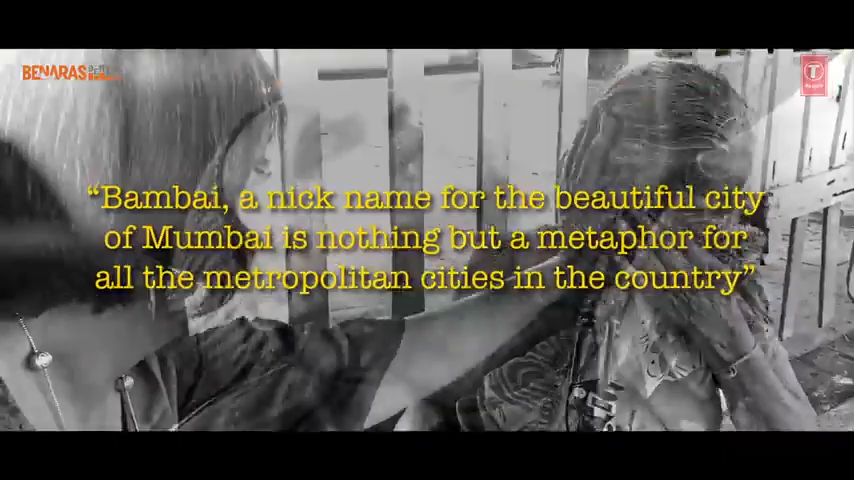 BENARAS
T
“Bambai, a nick name for the beautiful city
of Mumbai is nothing but a metaphor for
all the metropolitan cities in the country”